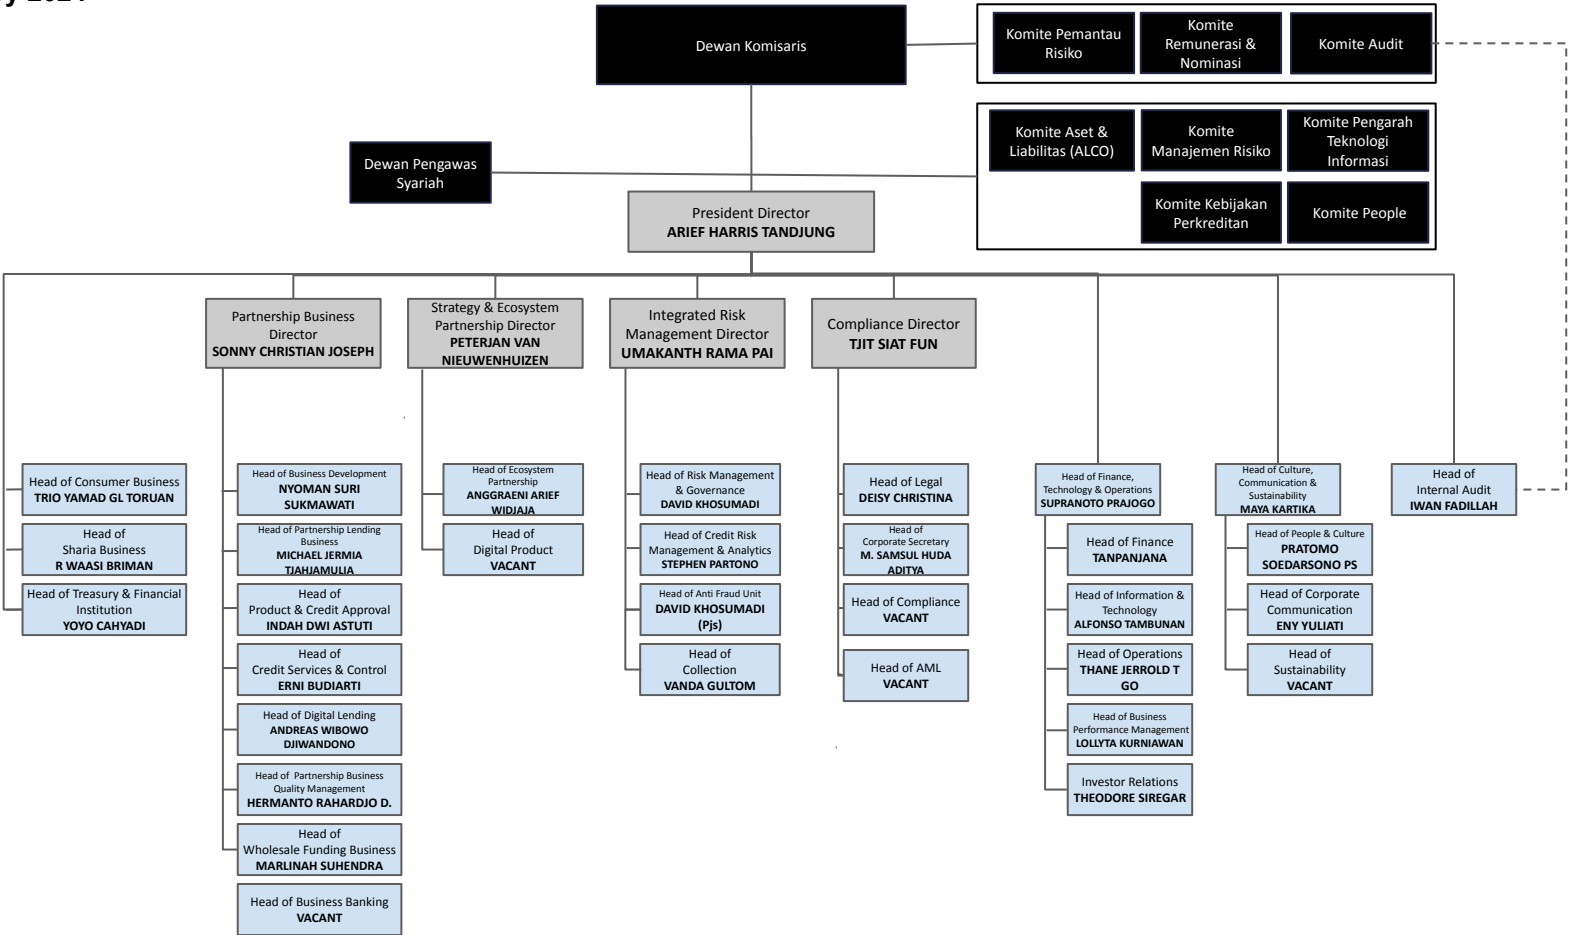 2024
Dewan Komisaris
Komite Pemantau
Risiko
Komite
Remunerasi &
Nominasi
Komite Audit
Komite Aset &
Liabilitas (ALCO)
Komite
Manajemen Risiko
Komite Pengarah
Teknologi
Informasi
Komite Kebijakan
Perkreditan
Komite People
Dewan Pengawas
Syariah
President Director
ARIEF HARRIS TANDJUNG
Partnership Business
Director
SONNY CHRISTIAN JOSEPH
Strategy & Ecosystem
Partnership Director
PETERJAN VAN
NIEUWENHUIZEN
Integrated Risk
Management Director
UMAKANTH RAMA PAI
Compliance Director
TJIT SIAT FUN
Head of Consumer Business
TRIO YAMAD GL TORUAN
Head of
Sharia Business
R WAASI BRIMAN
Head of Treasury & Financial
Institution
YOYO CAHYADI
Head of Business Development
NYOMAN SURI
SUKMAWATI
Head of Partnership Lending
Business
MICHAEL JERMIA
TJAHJAMULIA
Head of
Product & Credit Approval
INDAH DWI ASTUTI
Head of
Credit Services & Control
ERNI BUDIARTI
Head of Digital Lending
ANDREAS WIBOWO
DJIWANDONO
Head of Partnership Business
Quality Management
HERMANTO RAHARDJO D.
Head of
Wholesale Funding Business
MARLINAH SUHENDRA
Head of Business Banking
VACANT
Head of Ecosystem
Partnership
ANGGRAENI ARIEF
WIDJAJA
Head of
Digital Product
VACANT
Head of Risk Management
& Governance
DAVID KHOSUMADI
Head of Credit Risk
Management & Analytics
STEPHEN PARTONO
Head of Anti Fraud Unit
DAVID KHOSUMADI
(Pjs)
Head of
Collection
VANDA GULTOM
Head of Legal
DEISY CHRISTINA
Head of
Corporate Secretary
M. SAMSUL HUDA
ADITYA
Head of Compliance
VACANT
Head of AML
VACANT
Head of Finance,
Technology & Operations
SUPRANOTO PRAJOGO
Head of Finance
TANPANJANA
Head of Information &
Technology
ALFONSO TAMBUNAN
Head of Operations
THANE JERROLD T
GO
Head of Business
Performance Management
LOLLYTA KURNIAWAN
Investor Relations
THEODORE SIREGAR
Head of Culture,
Communication &
Sustainability
MAYA KARTIKA
Head of People & Culture
PRATOMO
SOEDARSONO PS
Head of Corporate
Communication
ENY YULIATI
Head of
Sustainability
VACANT
Head of
Internal Audit
IWAN FADILLAH